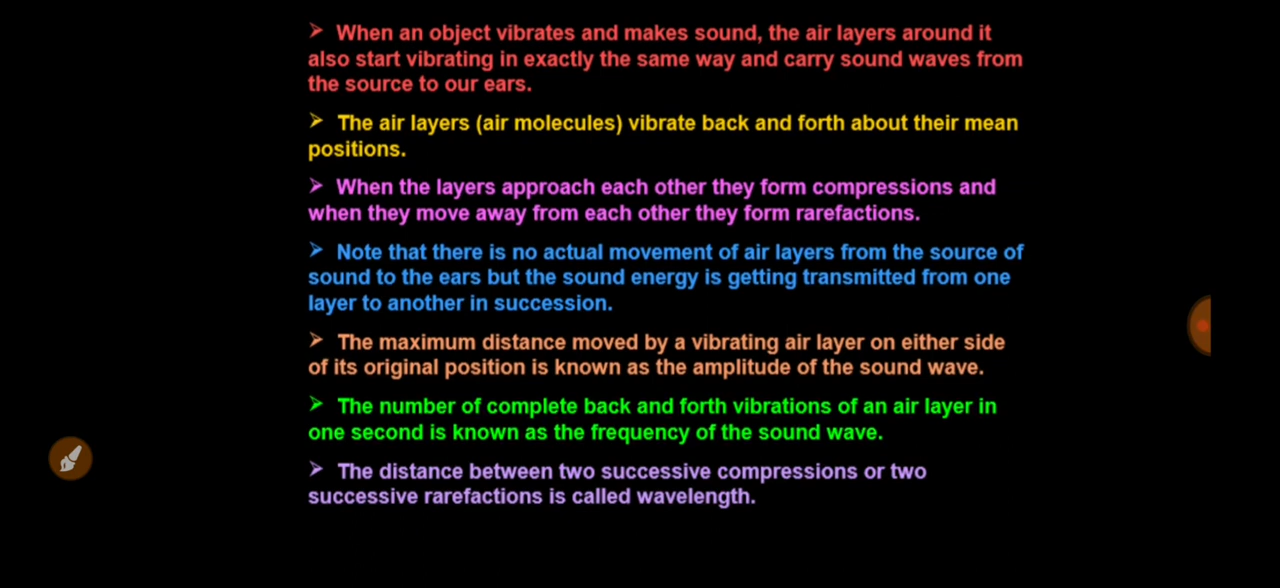 ➢ When an object vibrates and makes sound, the air layers around it
also start vibrating in exactly the same way and carry sound waves from
the source to our ears.
➢ The air layers (air molecules) vibrate back and forth about their mean
positions.
➢ When the layers approach each other they form compressions and
when they move away from each other they form rarefactions.
➢ Note that there is no actual movement of air layers from the source of
sound to the ears but the sound energy is getting transmitted from one
layer to another in succession.
➢ The maximum distance moved by a vibrating air layer on either side
of its original position is known as the amplitude of the sound wave.
➢ The number of complete back and forth vibrations of an air layer in
one second is known as the frequency of the sound wave.
➢ The distance between two successive compressions or two
successive rarefactions is called wavelength.